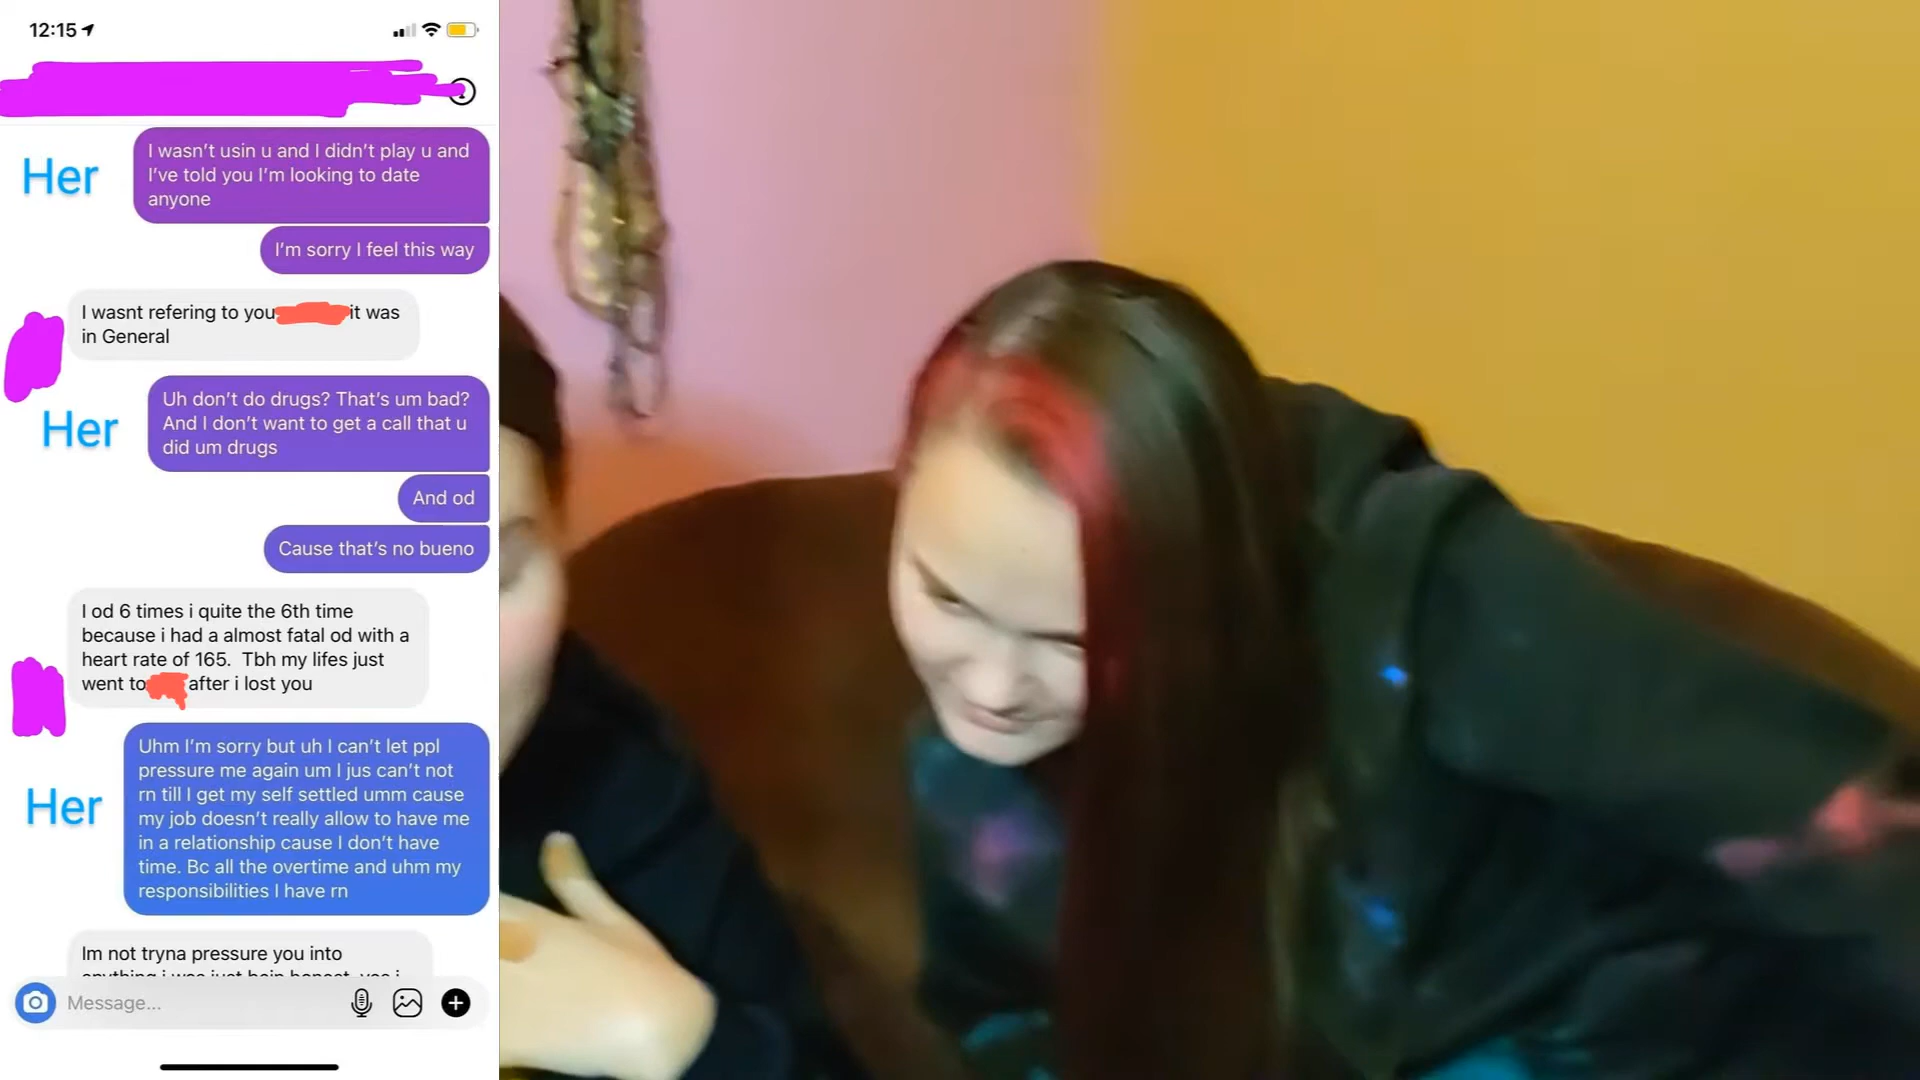 12:15
Her
I wasn't usin u and I didn't play u and
I've told you I'm looking to date
anyone
I'm sorry I feel this way
I wasnt refering to you it was
in General
Her
Uh don't do drugs? That's um bad?
And I don't want to get a call that u
did um drugs
And od
Cause that's no bueno
I od 6 times i quite the 6th time
because i had a almost fatal od with a
heart rate of 165. Tbh my lifes just
went to after i lost you
Her
Uhm I'm sorry but uh I can't let ppl
pressure me again um I jus can't not
rn till I get my self settled umm cause
my job doesn't really allow to have me
in a relationship cause I don't have
time. Bc all the overtime and uhm my
responsibilities I have rn
Im not tryna pressure you into
anything i was just bein honest yea i
Message...